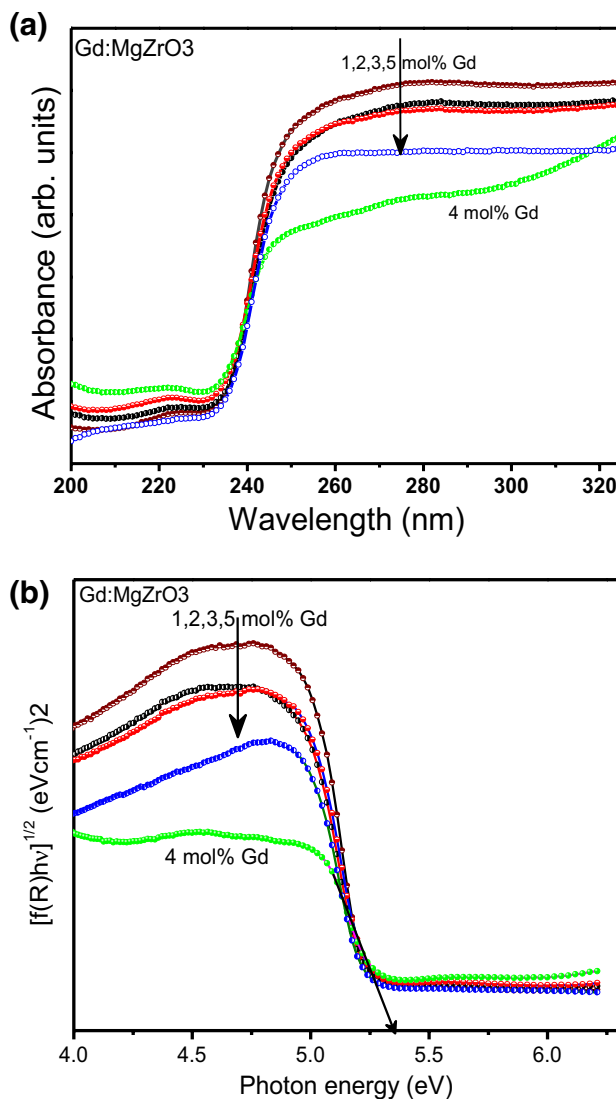 (a)
Gd:MgZrO3
1,2,3,5 mol% Gd
4 mol% Gd
Absorbance (arb. units)
200 220 240 260 280 300 320
Wavelength (nm)
(b)
Gd:MgZrO3
1,2,3,5 mol% Gd
4 mol% Gd
[f(R)hν]^1/2 (eVcm⁻¹)2
4.0 4.5 5.0 5.5 6.0
Photon energy (eV)